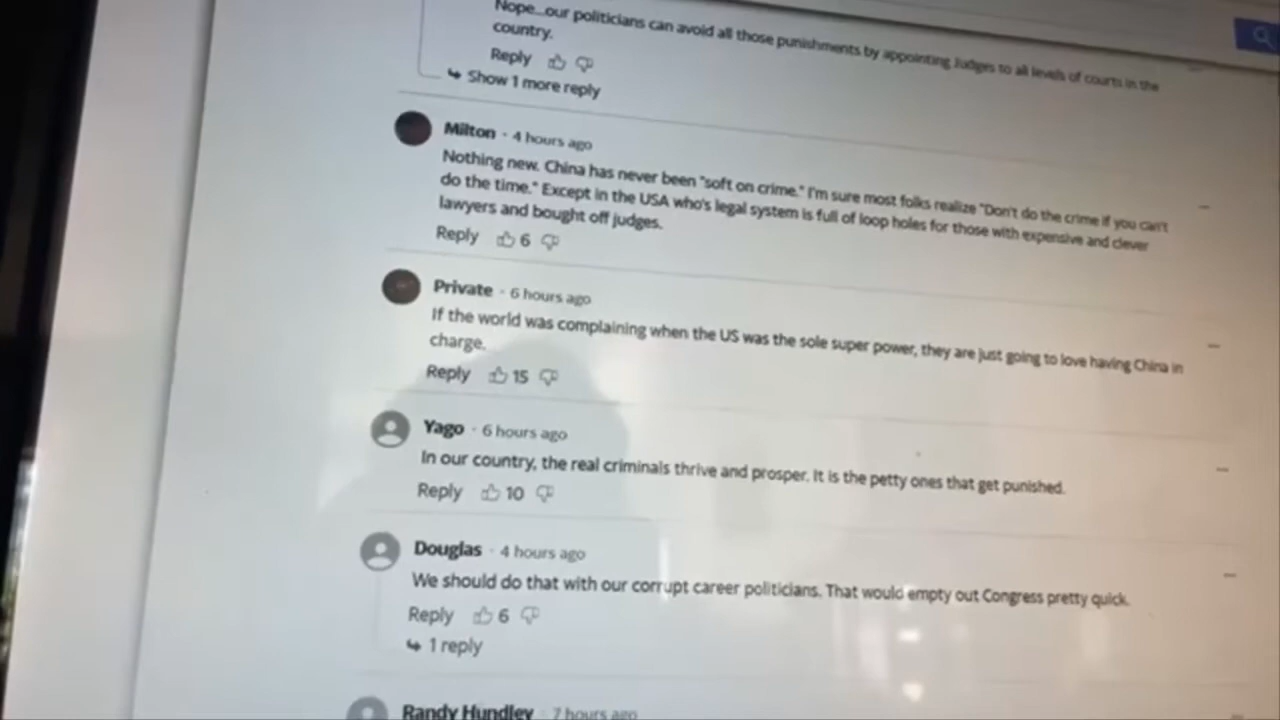 Nope...our politicians can avoid all those punishments by appointing Judges to all levels of courts in the
country.
Reply
Show 1 more reply
Milton · 4 hours ago
Nothing new. China has never been "soft on crime." I'm sure most folks realize "Don't do the crime if you can't
do the time." Except in the USA who's legal system is full of loop holes for those with expensive and clever
lawyers and bought off judges.
Reply 6
Private · 6 hours ago
If the world was complaining when the US was the sole super power, they are just going to love having China in
charge.
Reply 15
Yago · 6 hours ago
In our country, the real criminals thrive and prosper. It is the petty ones that get punished.
Reply 10
Douglas · 4 hours ago
We should do that with our corrupt career politicians. That would empty out Congress pretty quick.
Reply 6
1 reply
Randy Hundley · 7 hours ago